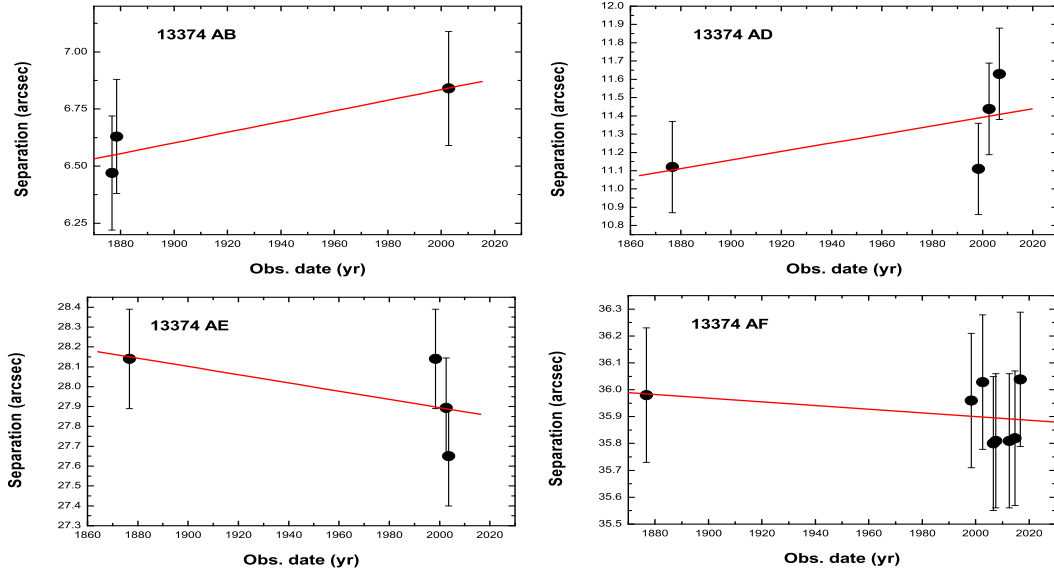 13374 AB
Separation (arcsec)
7.00
6.75
6.50
6.25
1880 1900 1920 1940 1960 1980 2000 2020
Obs. date (yr)
13374 AD
Separation (arcsec)
12.0
11.9
11.8
11.7
11.6
11.5
11.4
11.3
11.2
11.1
11.0
10.9
10.8
1860 1880 1900 1920 1940 1960 1980 2000 2020
Obs. date (yr)
13374 AE
Separation (arcsec)
28.4
28.3
28.2
28.1
28.0
27.9
27.8
27.6
27.5
27.4
27.3
1860 1880 1900 1920 1940 1960 1980 2000 2020
Obs. date (yr)
13374 AF
Separation (arcsec)
36.3
36.2
36.1
36.0
35.9
35.8
35.7
35.6
35.5
1880 1900 1920 1940 1960 1980 2000 2020
Obs. date (yr)